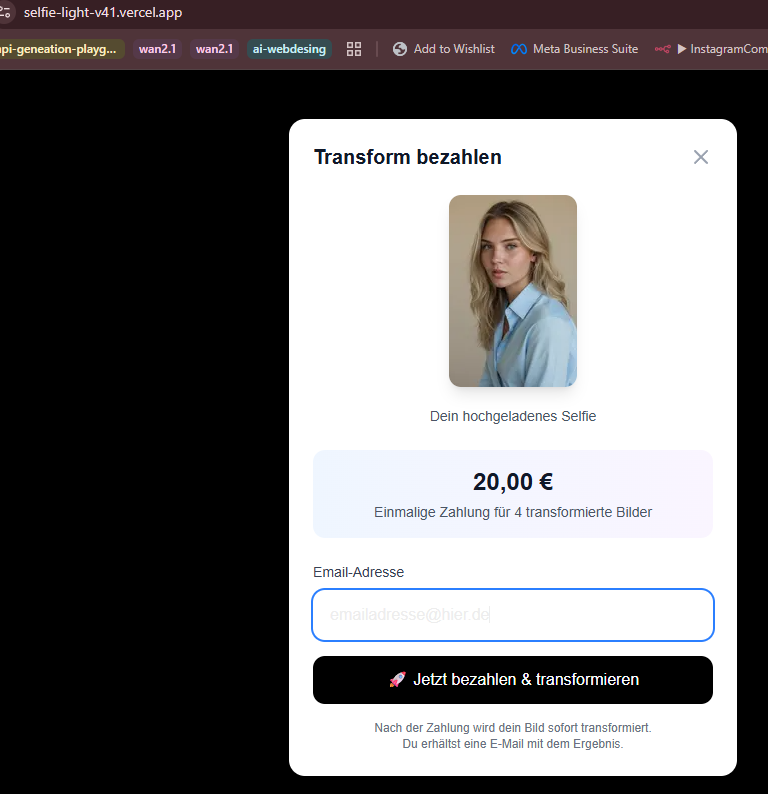 selfie-light-v41.vercel.app
api-geneation-playg...
wan2.1
wan2.1
ai-webdesing
Add to Wishlist
Meta Business Suite
▶ InstagramCom
Transform bezahlen
Dein hochgeladenes Selfie
20,00 €
Einmalige Zahlung für 4 transformierte Bilder
Email-Adresse
emailadresse@hier.de
🚀 Jetzt bezahlen & transformieren
Nach der Zahlung wird dein Bild sofort transformiert.
Du erhältst eine E-Mail mit dem Ergebnis.